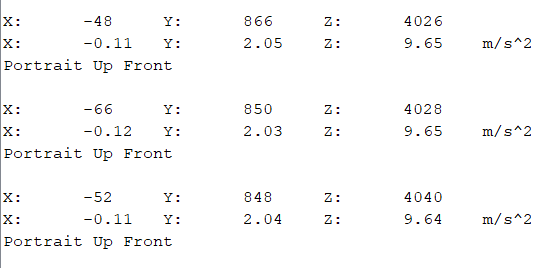 X: -48 Y: 866 Z: 4026
X: -0.11 Y: 2.05 Z: 9.65 m/s^2
Portrait Up Front
X: -66 Y: 850 Z: 4028
X: -0.12 Y: 2.03 Z: 9.65 m/s^2
Portrait Up Front
X: -52 Y: 848 Z: 4040
X: -0.11 Y: 2.04 Z: 9.64 m/s^2
Portrait Up Front